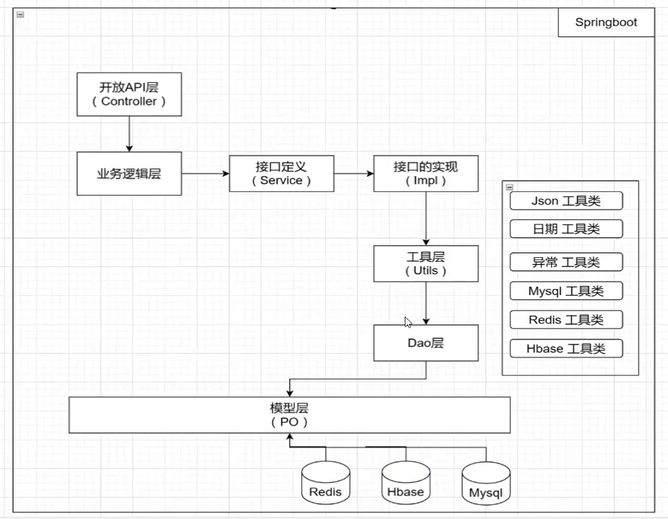 Springboot
开放API层
（Controller）
业务逻辑层
接口定义
（Service）
接口的实现
（Impl）
工具层
（Utils）
Dao层
模型层
（PO）
Redis
Hbase
Mysql
Json 工具类
日期 工具类
异常 工具类
Mysql 工具类
Redis 工具类
Hbase 工具类